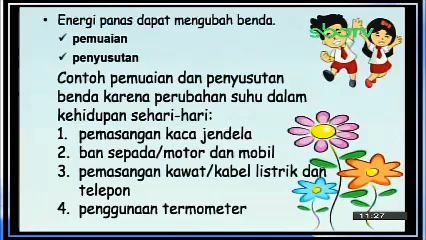 • Energi panas dapat mengubah benda.
✓ pemuaian
✓ penyusutan
Contoh pemuaian dan penyusutan
benda karena perubahan suhu dalam
kehidupan sehari-hari:
1. pemasangan kaca jendela
2. ban sepada/motor dan mobil
3. pemasangan kawat/kabel listrik dan
telepon
4. penggunaan termometer
sbotv
11:27